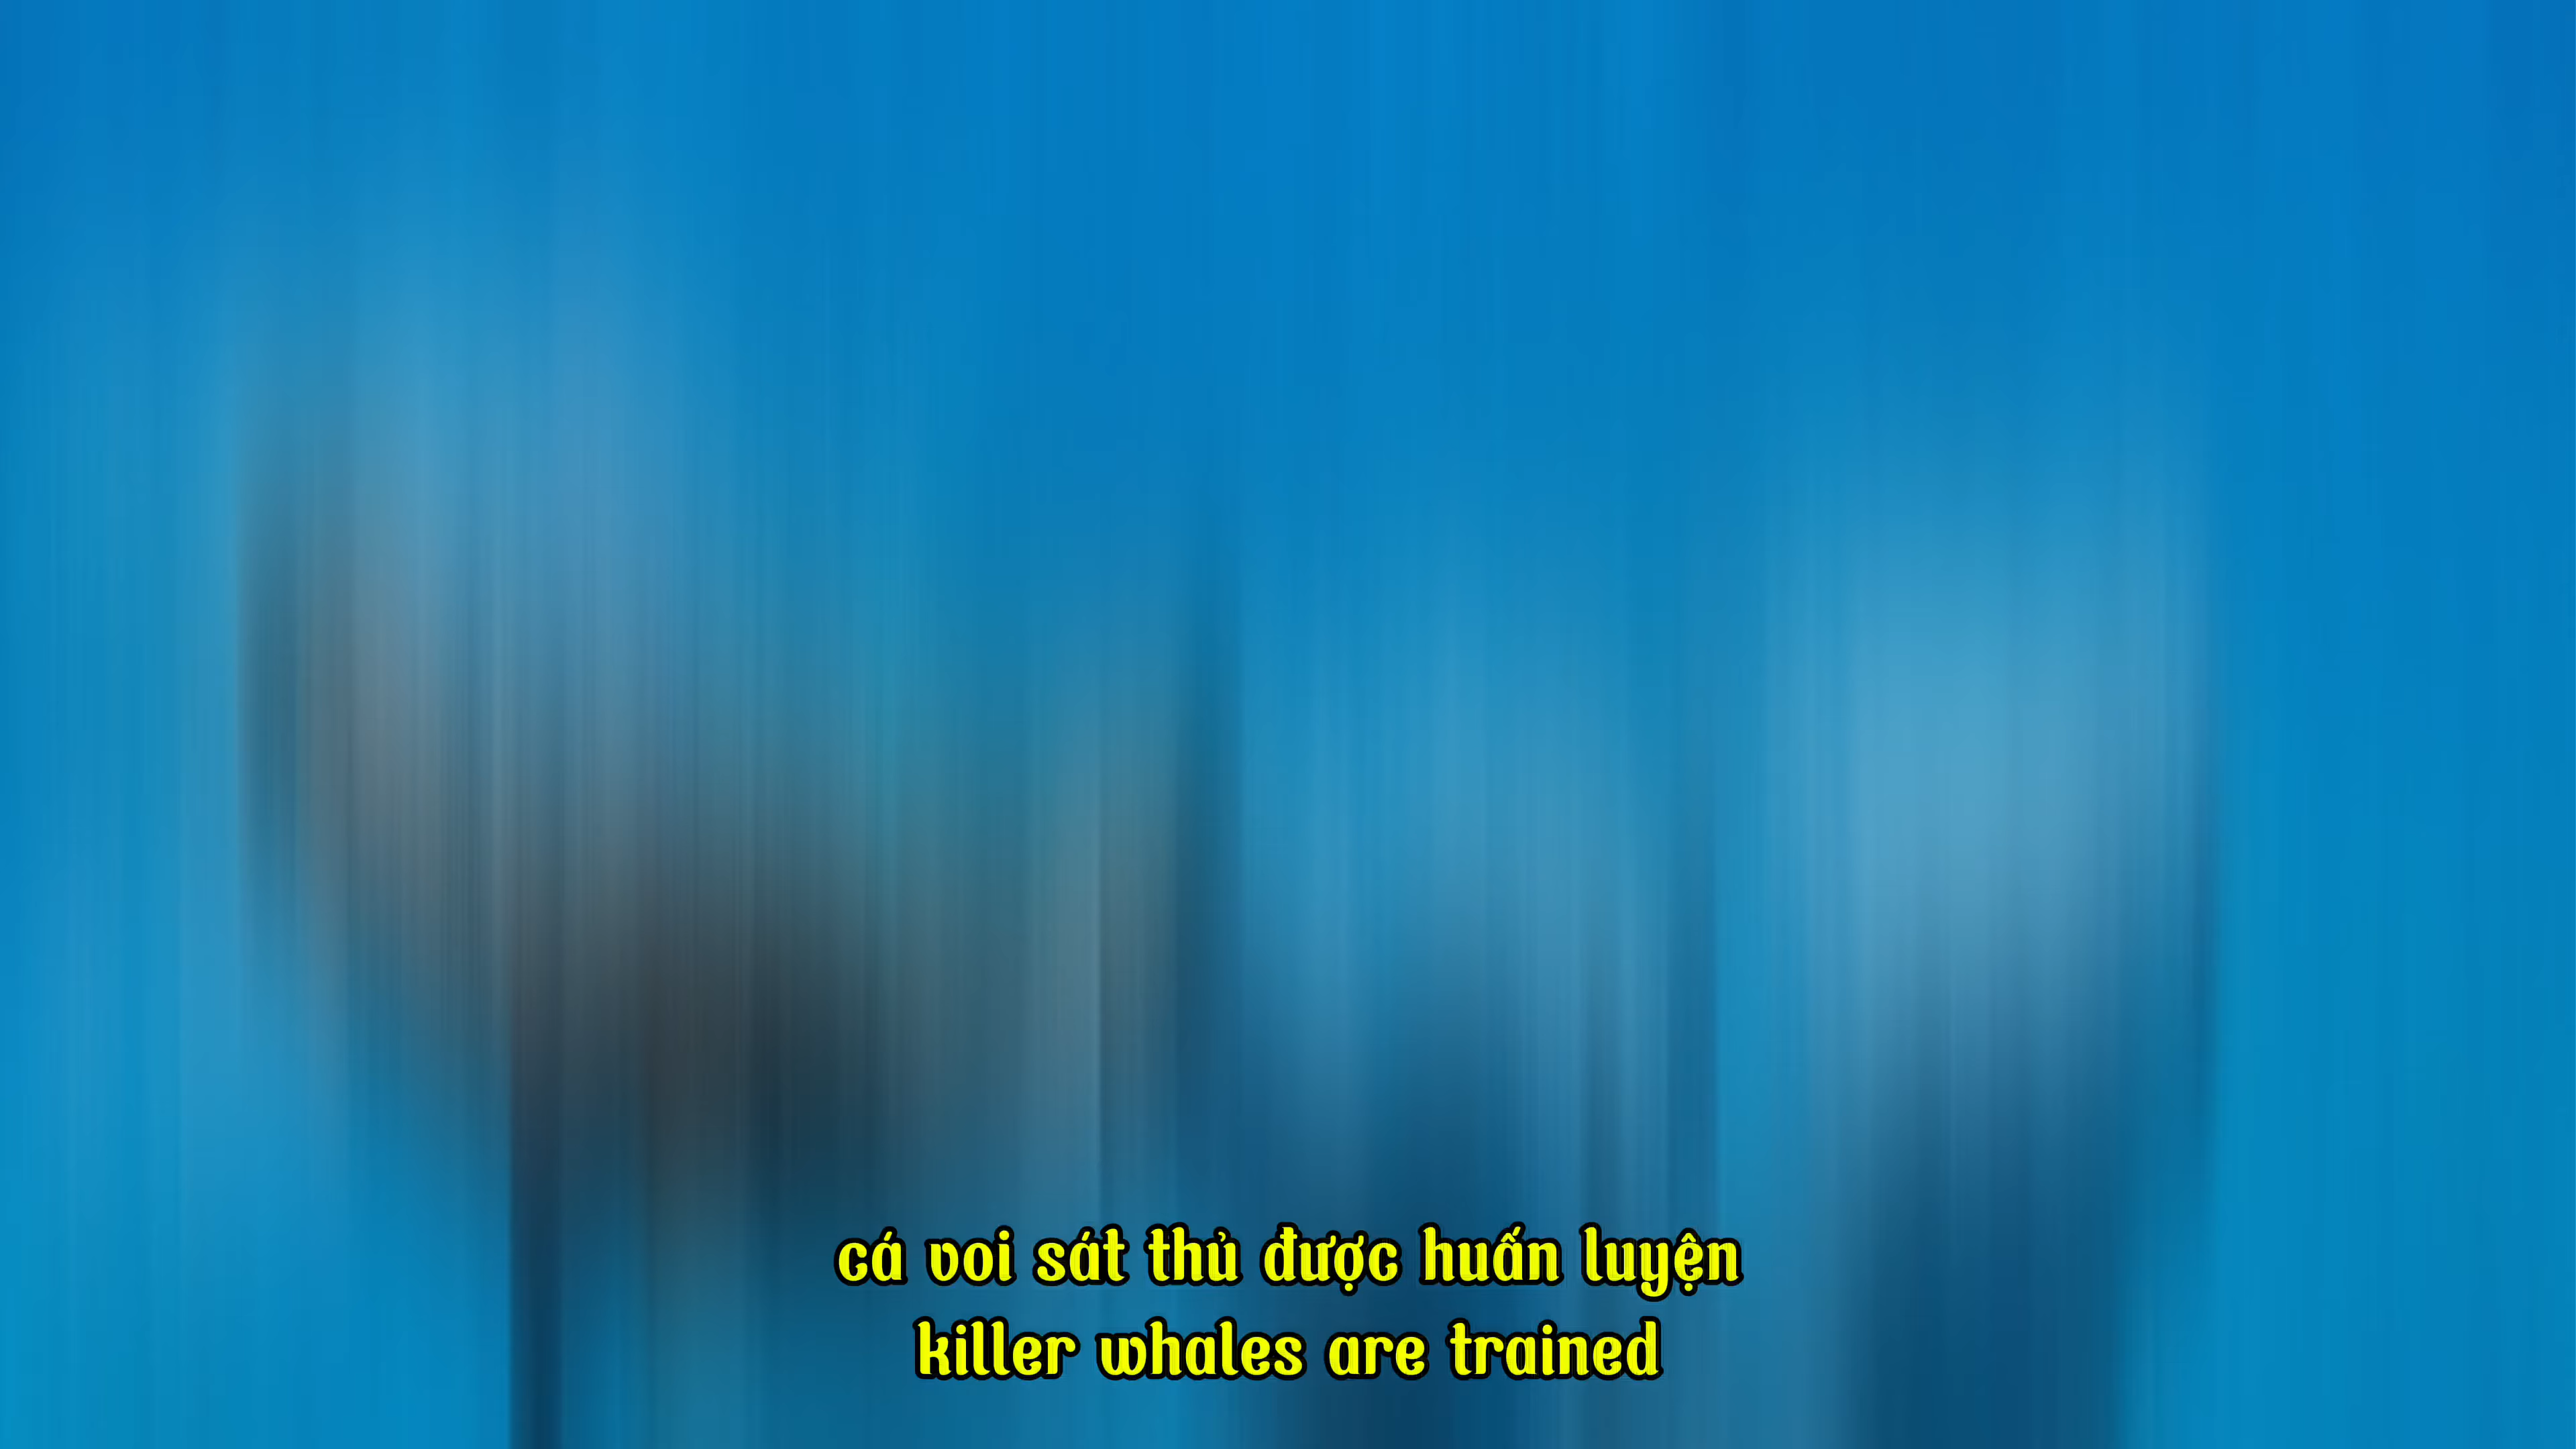 cá voi sát thủ được huấn luyện
killer whales are trained